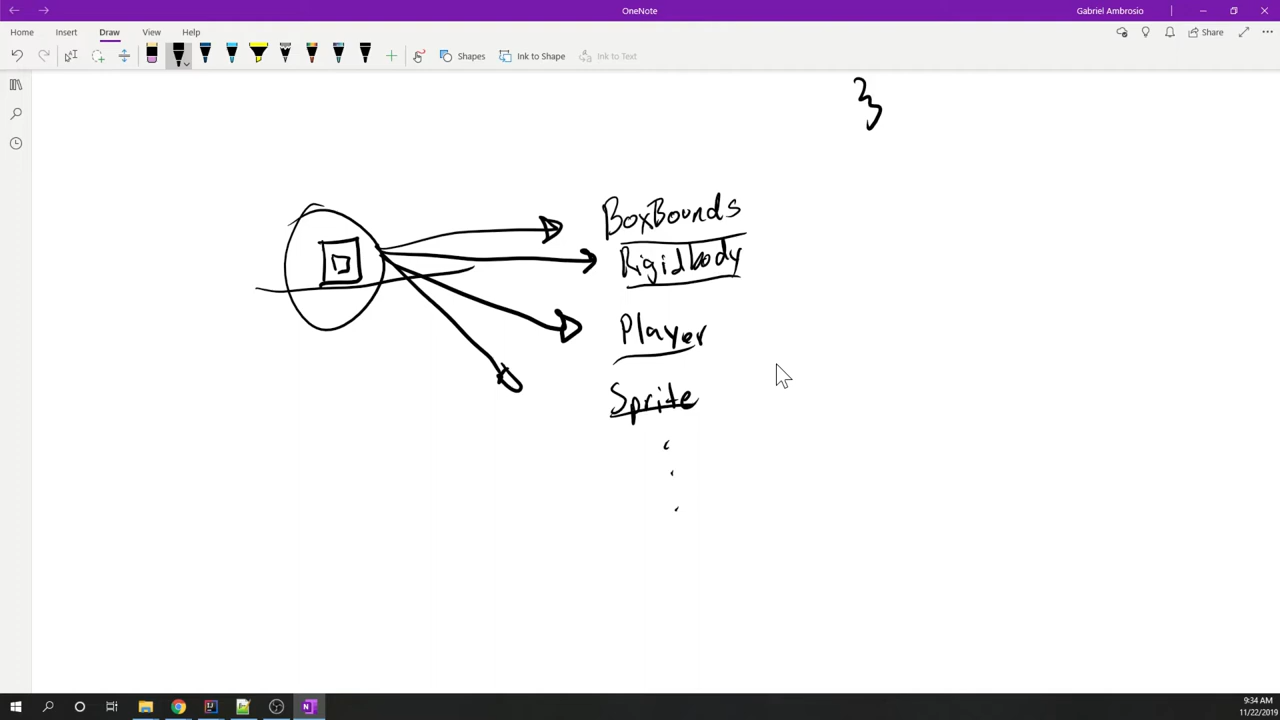 OneNote
Gabriel Ambrosio
Home Insert Draw View Help
Share
Shapes Ink to Shape Ink to Text
BoxBounds
Rigidbody
Player
Sprite
9:34 AM
11/22/2019